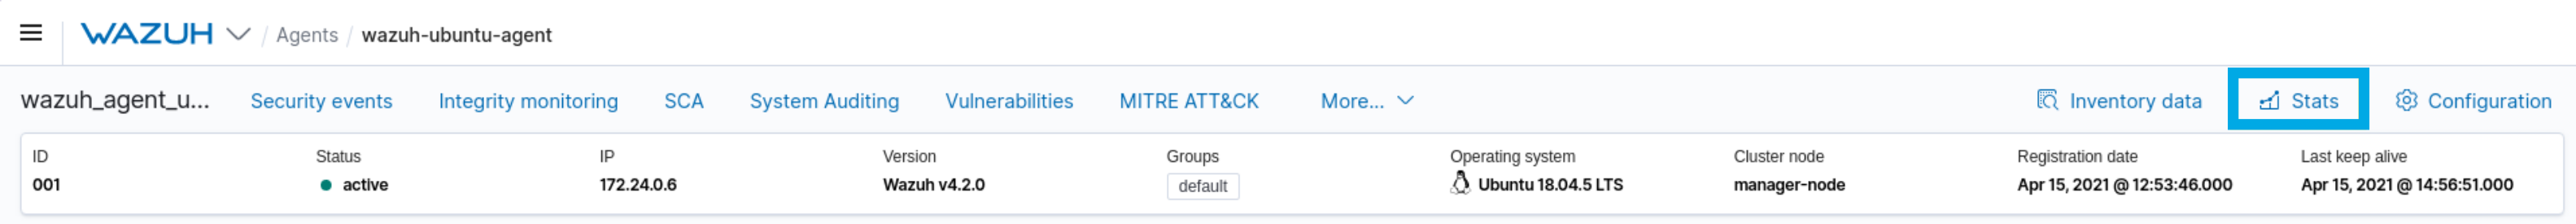 WAZUH / Agents / wazuh-ubuntu-agent
wazuh_agent_u... Security events Integrity monitoring SCA System Auditing Vulnerabilities MITRE ATT&CK More... Inventory data Stats Configuration
ID Status IP Version Groups Operating system Cluster node Registration date Last keep alive
001 active 172.24.0.6 Wazuh v4.2.0 default Ubuntu 18.04.5 LTS manager-node Apr 15, 2021 @ 12:53:46.000 Apr 15, 2021 @ 14:56:51.000